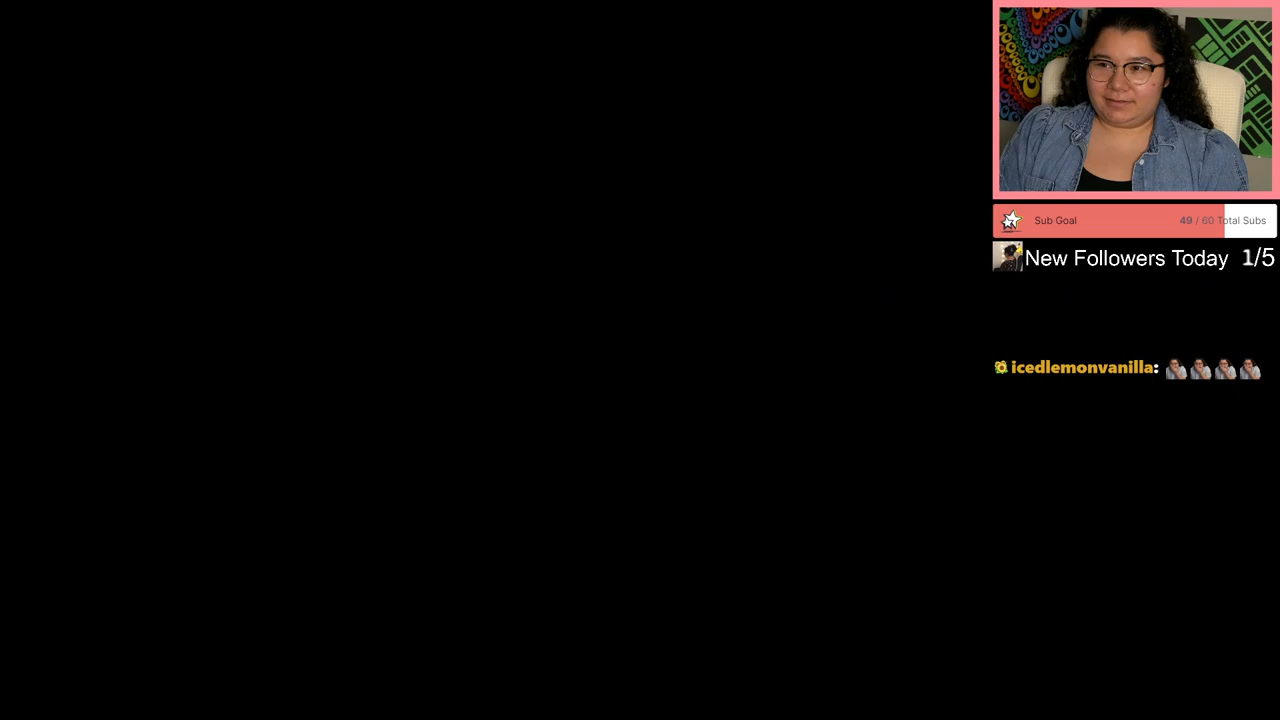 Sub Goal 49 / 60 Total Subs
New Followers Today 1/5
icedlemonvanilla: